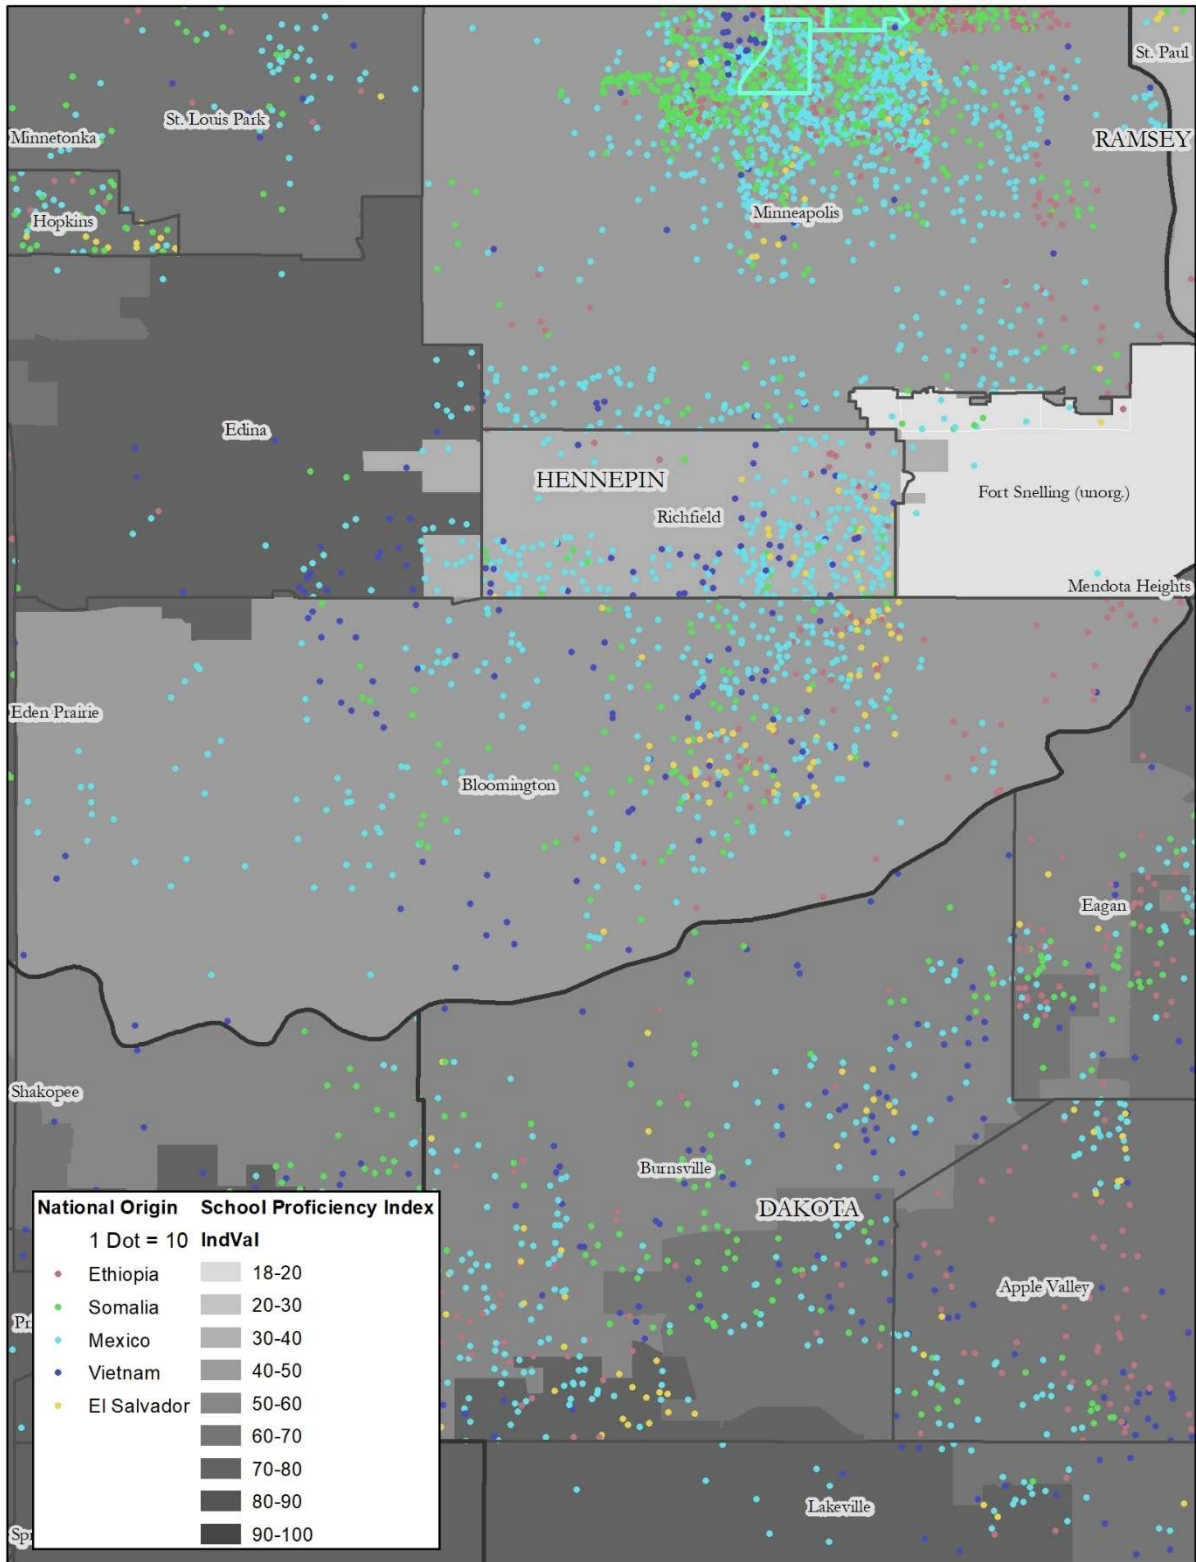 St. Paul
St. Louis Park
Minnetonka
RAMSEY
Hopkins
Minneapolis
Edina
HENNEPIN
Fort Snelling (unorg.)
Richfield
Mendota Heights
Eden Prairie
Bloomington
Eagan
Shakopee
Burnsville
DAKOTA
Apple Valley
Pri
Lakeville
Spr
National Origin School Proficiency Index
1 Dot = 10 IndVal
Ethiopia 18-20
Somalia 20-30
Mexico 30-40
Vietnam 40-50
El Salvador 50-60
60-70
70-80
80-90
90-100